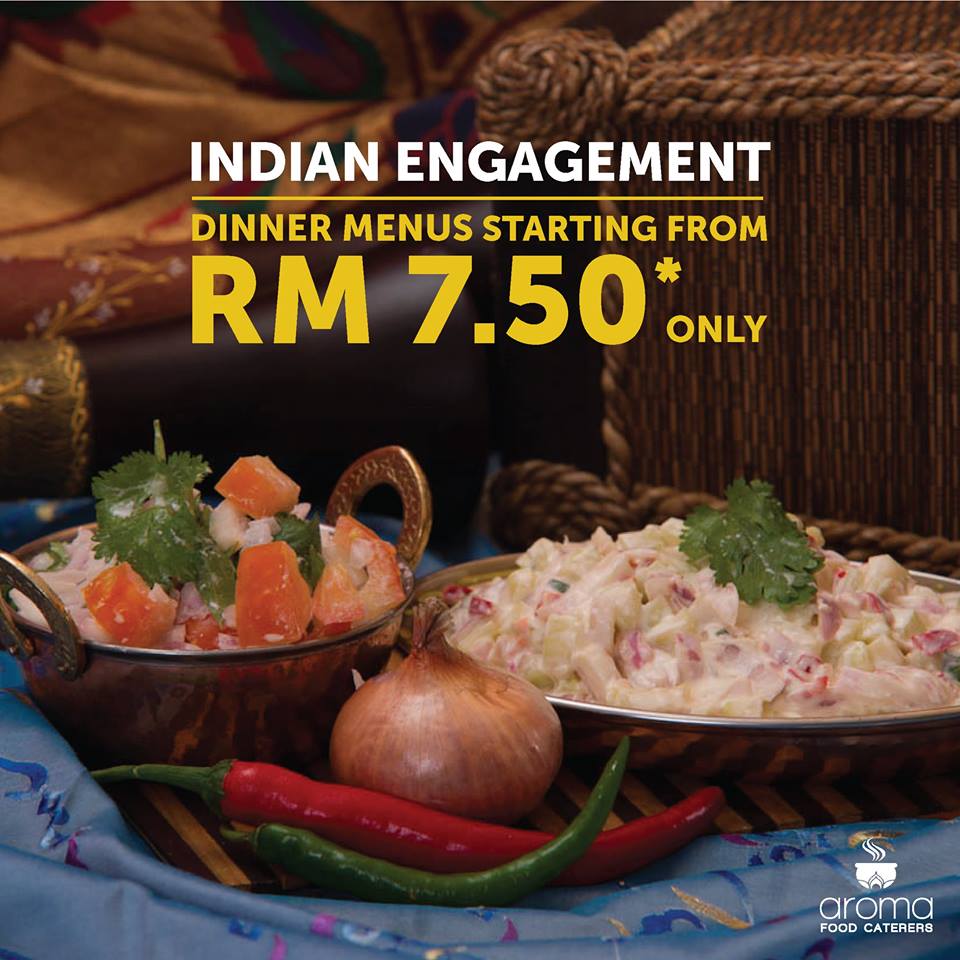 INDIAN ENGAGEMENT
DINNER MENUS STARTING FROM
RM 7.50* ONLY
aroma
FOOD CATERERS